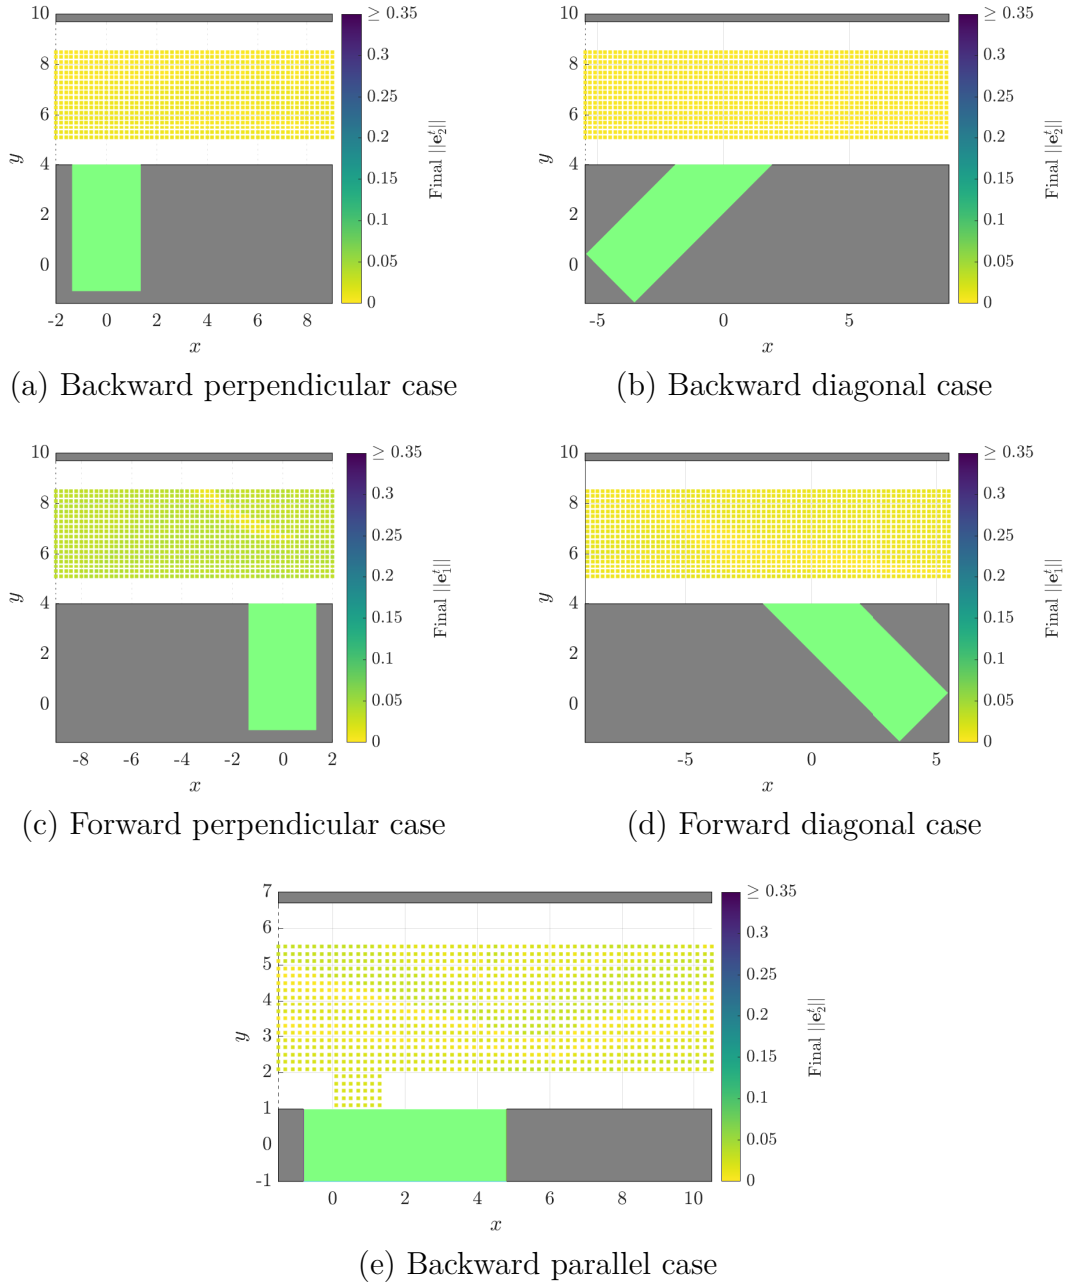 10
8
6
4
2
0
y
-2 0 2 4 6 8
x
≥ 0.35
0.3
0.25
0.2
0.15
0.1
0.05
0
Final ||e₂ᵗ||
(a) Backward perpendicular case
10
8
6
4
2
0
y
-5 0 5
x
≥ 0.35
0.3
0.25
0.2
0.15
0.1
0.05
0
Final ||e₂ᵗ||
(b) Backward diagonal case
10
8
6
4
2
0
y
-8 -6 -4 -2 0 2
x
≥ 0.35
0.3
0.25
0.2
0.15
0.1
0.05
0
Final ||e₁ᵗ||
(c) Forward perpendicular case
10
8
6
4
2
0
y
-5 0 5
x
≥ 0.35
0.3
0.25
0.2
0.15
0.1
0.05
0
Final ||e₁ᵗ||
(d) Forward diagonal case
7
6
5
4
3
2
1
0
-1
y
0 2 4 6 8 10
x
≥ 0.35
0.3
0.25
0.2
0.15
0.1
0.05
0
Final ||e₂ᵗ||
(e) Backward parallel case